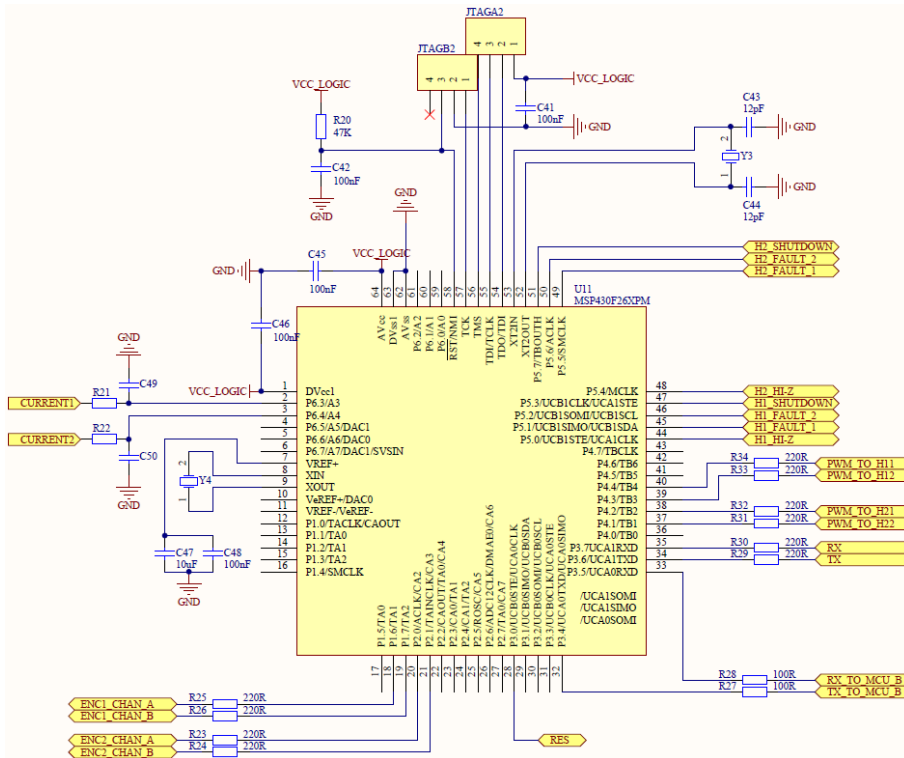 JTAGA2
JTAGB2
4 3 2 1
4 3 2 1
VCC_LOGIC
VCC_LOGIC
R20
47K
C41
100nF
GND
C42
100nF
GND
C43
12pF
GND
2
Y3
1
GND
C44
12pF
GND
C45
100nF
VCC_LOGIC
GND
C46
100nF
H2_SHUTDOWN
H2_FAULT_2
H2_FAULT_1
64 63 62 61 60 59 58 57 56 55 54 53 52 51 50 49
U11
MSP430F26XPM
AVcc
DVss1
AVss
P6.2/A2
P6.1/A1
P6.0/A0
RST/NMI
TCK
TMS
TDI/TCLK
TDO/TDI
XT2IN
XT2OUT
P5.7/TBOUTH
P5.6/ACLK
P5.5/SMCLK
GND
C49
VCC_LOGIC
CURRENT1
R21
CURRENT2
R22
C50
GND
2
Y4
1
C47
10uF
C48
100nF
GND
1 DVcc1
2 P6.3/A3
3 P6.4/A4
4 P6.5/A5/DAC1
5 P6.6/A6/DAC0
6 P6.7/A7/DAC1/SVSIN
7 VREF+
8 XIN
9 XOUT
10 VeREF+/DAC0
11 VREF-/VeREF-
12 P1.0/TACLK/CAOUT
13 P1.1/TA0
14 P1.2/TA1
15 P1.3/TA2
16 P1.4/SMCLK
P5.4/MCLK 48 H2_HI-Z
P5.3/UCB1CLK/UCA1STE 47 H1_SHUTDOWN
P5.2/UCB1SOMI/UCB1SCL 46 H1_FAULT_2
P5.1/UCB1SIMO/UCB1SDA 45 H1_FAULT_1
P5.0/UCB1STE/UCA1CLK 44 H1_HI-Z
P4.7/TBCLK 43
P4.6/TB6 42
P4.5/TB5 41
P4.4/TB4 40
P4.3/TB3 39
P4.2/TB2 38
P4.1/TB1 37
P4.0/TB0 36
P3.7/UCA1RXD 35
P3.6/UCA1TXD 34
P3.5/UCA0RXD 33
/UCA1SOMI
/UCA1SIMO
/UCA0SOMI
R34 220R PWM_TO_H11
R33 220R PWM_TO_H12
R32 220R PWM_TO_H21
R31 220R PWM_TO_H22
R30 220R RX
R29 220R TX
P1.5/TA0
P1.6/TA1
P1.7/TA2
P2.0/ACLK/CA2
P2.1/TAINCLK/CA3
P2.2/CAOUT/TA0/CA4
P2.3/CA0/TA1
P2.4/CA1/TA2
P2.5/ROSC/CA5
P2.6/ADC12CLK/DMAE0/CA6
P2.7/TA0/CA7
P3.0/UCB0STE/UCA0CLK
P3.1/UCB0SIMO/UCB0SDA
P3.2/UCB0SOMI/UCB0SCL
P3.3/UCB0CLK/UCA0STE
P3.4/UCA0TXD/UCA0SIMO
17 18 19 20 21 22 23 24 25 26 27 28 29 30 31 32
R28 100R RX_TO_MCU_B
R27 100R TX_TO_MCU_B
ENC1_CHAN_A R25 220R
ENC1_CHAN_B R26 220R
ENC2_CHAN_A R23 220R
ENC2_CHAN_B R24 220R
RES